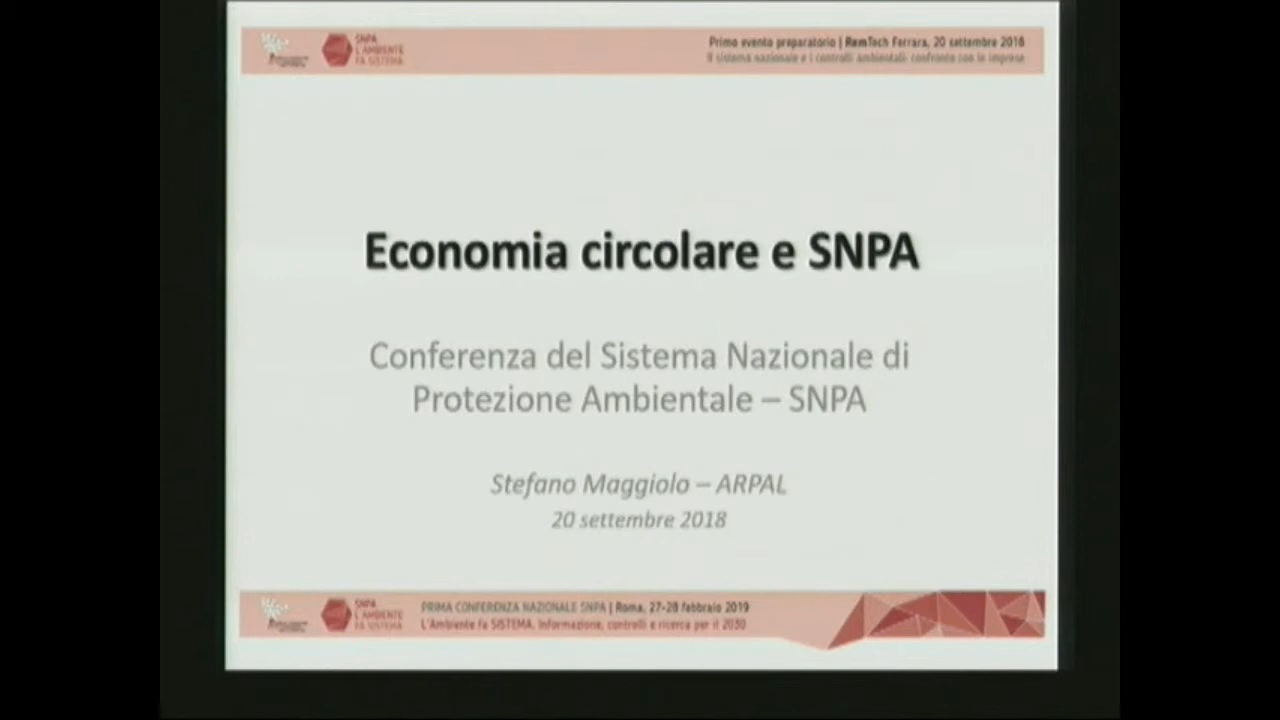 SNPA
L'AMBIENTE
FA SISTEMA
Primo evento preparatorio | RemTech Ferrara, 20 settembre 2018
Il sistema nazionale e i controlli ambientali: confronto con le imprese
Economia circolare e SNPA
Conferenza del Sistema Nazionale di
Protezione Ambientale – SNPA
Stefano Maggiolo – ARPAL
20 settembre 2018
SNPA
L'AMBIENTE
FA SISTEMA
PRIMA CONFERENZA NAZIONALE SNPA | Roma, 27-28 febbraio 2019
L'Ambiente fa SISTEMA. Informazione, controlli e ricerca per il 2030